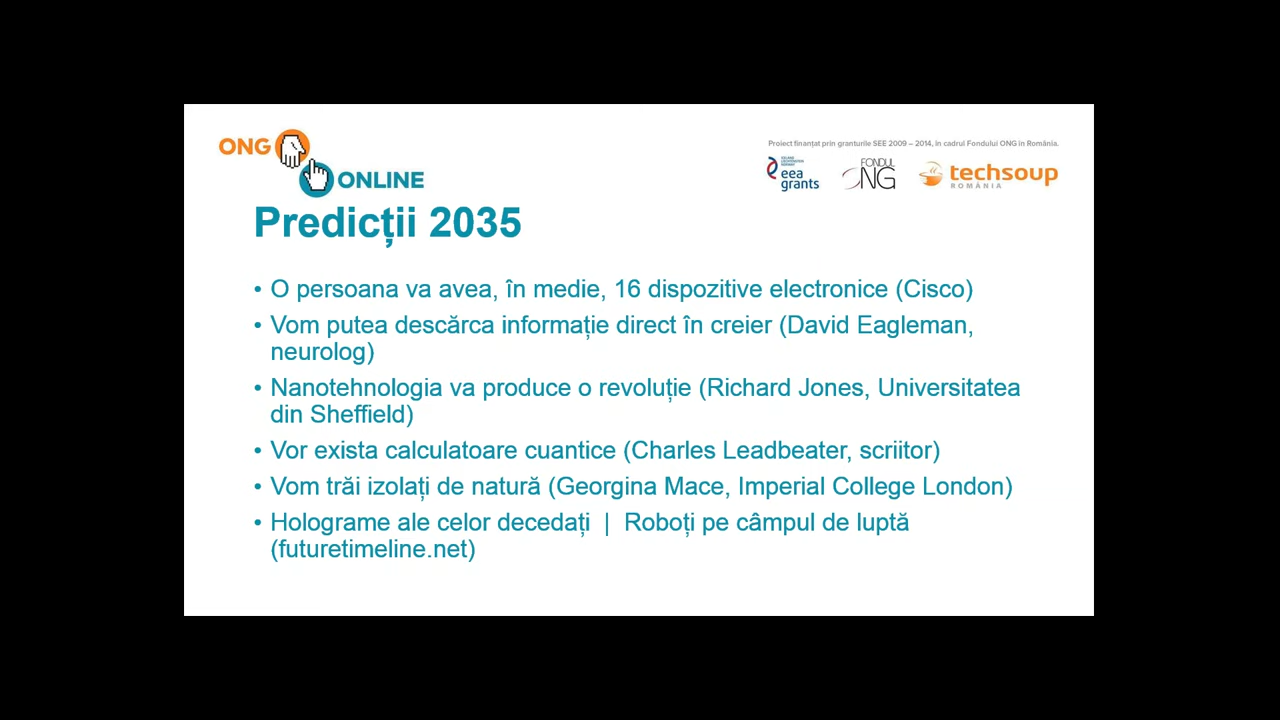 ONG
ONLINE
Proiect finanțat prin granturile SEE 2009 – 2014, în cadrul Fondului ONG în România.
eea
grants
FONDUL
ONG
techsoup
ROMÂNIA
Predicții 2035
• O persoana va avea, în medie, 16 dispozitive electronice (Cisco)
• Vom putea descărca informație direct în creier (David Eagleman,
neurolog)
• Nanotehnologia va produce o revoluție (Richard Jones, Universitatea
din Sheffield)
• Vor exista calculatoare cuantice (Charles Leadbeater, scriitor)
• Vom trăi izolați de natură (Georgina Mace, Imperial College London)
• Holograme ale celor decedați | Roboți pe câmpul de luptă
(futuretimeline.net)